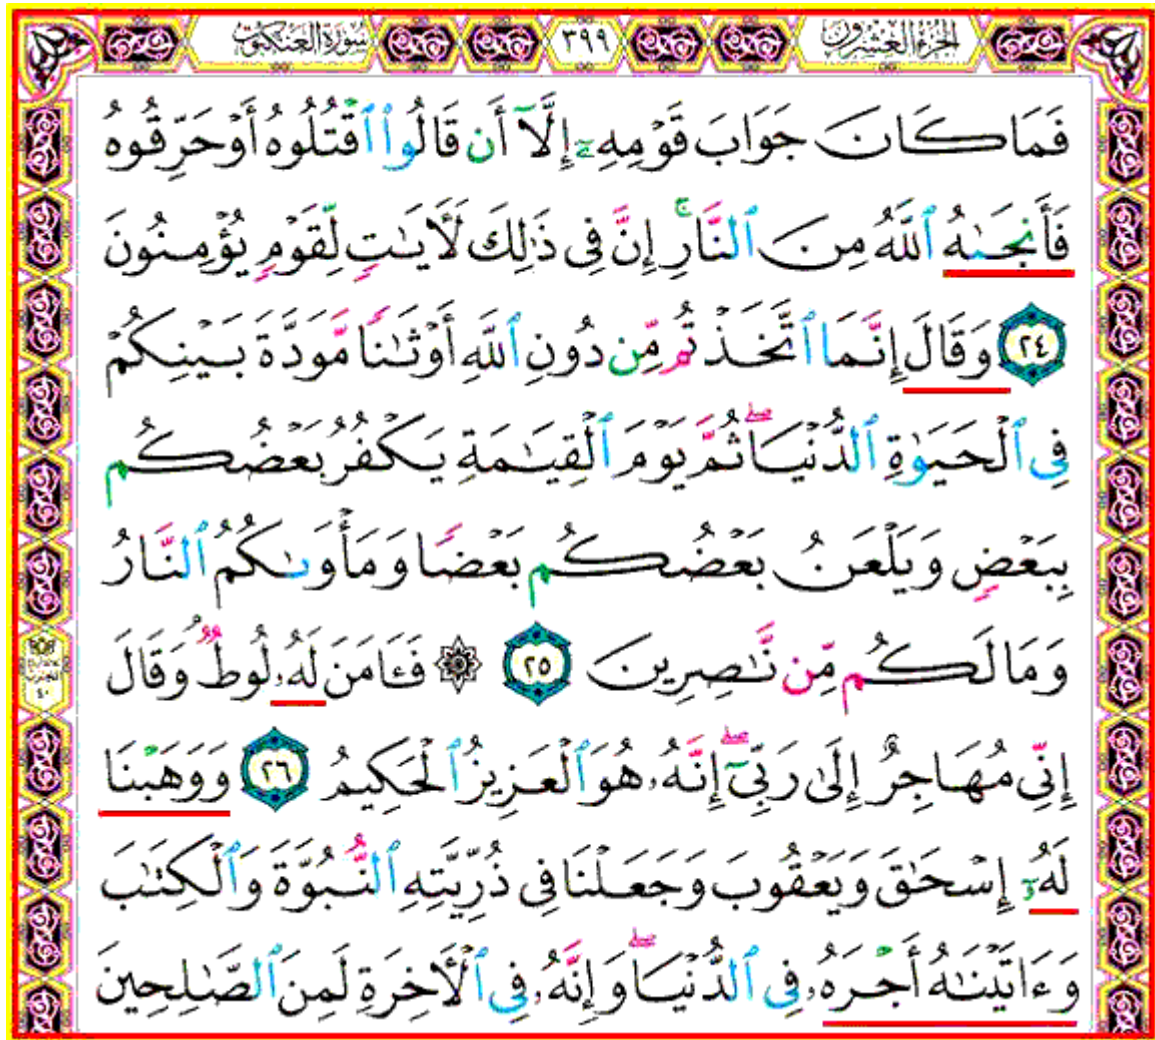 الجزء العشرون ٣٩٩ سورة العنكبوت
فَمَا كَانَ جَوَابَ قَوْمِهِۦٓ إِلَّآ أَن قَالُوا۟ ٱقْتُلُوهُ أَوْ حَرِّقُوهُ
فَأَنجَىٰهُ ٱللَّهُ مِنَ ٱلنَّارِۚ إِنَّ فِى ذَٰلِكَ لَءَايَـٰتٍ لِّقَوْمٍ يُؤْمِنُونَ
٢٤ وَقَالَ إِنَّمَا ٱتَّخَذْتُم مِّن دُونِ ٱللَّهِ أَوْثَـٰنًا مَّوَدَّةَ بَيْنِكُمْ
فِى ٱلْحَيَوٰةِ ٱلدُّنْيَاۖ ثُمَّ يَوْمَ ٱلْقِيَـٰمَةِ يَكْفُرُ بَعْضُكُم
بِبَعْضٍ وَيَلْعَنُ بَعْضُكُم بَعْضًا وَمَأْوَىٰكُمُ ٱلنَّارُ
وَمَا لَكُم مِّن نَّـٰصِرِينَ ٢٥ ۞ فَـَٔامَنَ لَهُۥ لُوطٌۘ وَقَالَ
إِنِّى مُهَاجِرٌ إِلَىٰ رَبِّىٓۖ إِنَّهُۥ هُوَ ٱلْعَزِيزُ ٱلْحَكِيمُ ٢٦ وَوَهَبْنَا
لَهُۥٓ إِسْحَـٰقَ وَيَعْقُوبَ وَجَعَلْنَا فِى ذُرِّيَّتِهِ ٱلنُّبُوَّةَ وَٱلْكِتَـٰبَ
وَءَاتَيْنَـٰهُ أَجْرَهُۥ فِى ٱلدُّنْيَاۖ وَإِنَّهُۥ فِى ٱلْـَٔاخِرَةِ لَمِنَ ٱلصَّـٰلِحِينَ